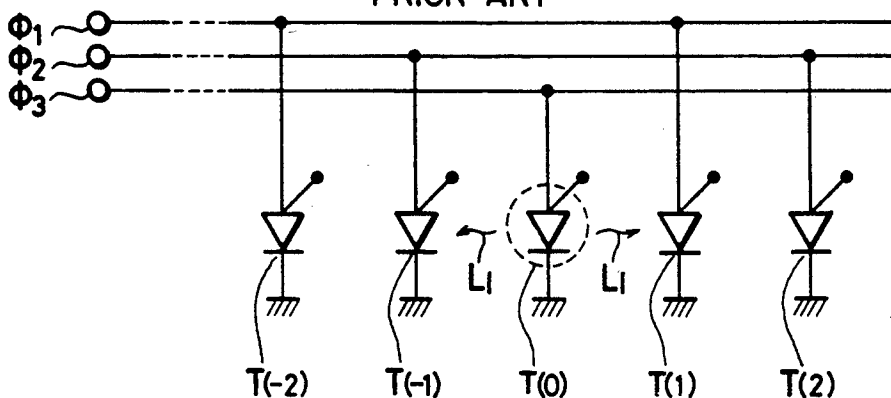 PRIOR ART
Φ1
Φ2
Φ3
L1 L1
T(-2) T(-1) T(0) T(1) T(2)